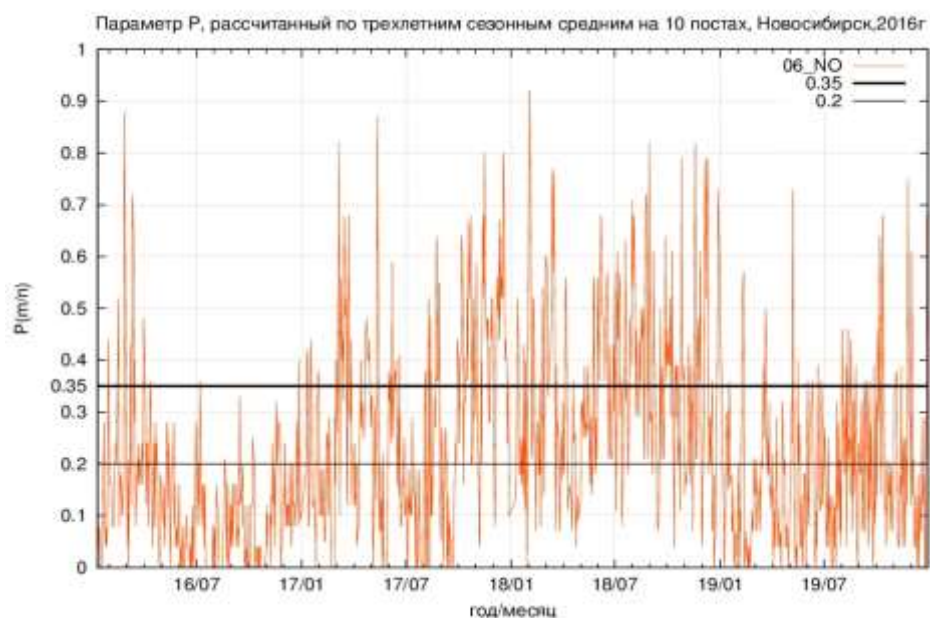 Параметр P, рассчитанный по трехлетним сезонным средним на 10 постах, Новосибирск,2016г
06_NO
0.35
0.2
1
0.9
0.8
0.7
0.6
0.5
0.4
0.35
0.3
0.2
0.1
0
P(m/n)
16/07 17/01 17/07 18/01 18/07 19/01 19/07
год/месяц